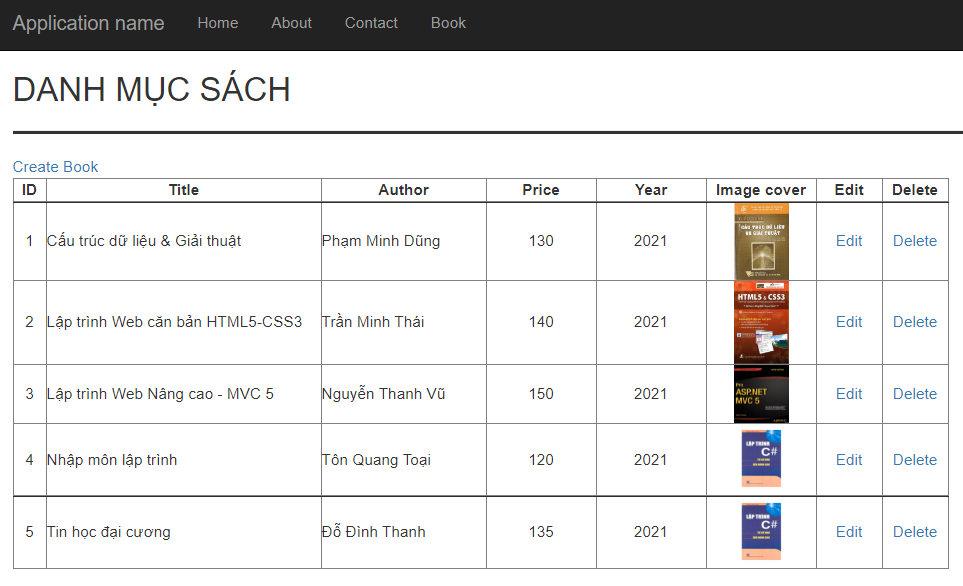 Application name Home About Contact Book
DANH MỤC SÁCH
Create Book
ID Title Author Price Year Image cover Edit Delete
1 Cấu trúc dữ liệu & Giải thuật Phạm Minh Dũng 130 2021 Edit Delete
CẤU TRÚC DỮ LIỆU
VÀ GIẢI THUẬT
2 Lập trình Web căn bản HTML5-CSS3 Trần Minh Thái 140 2021 Edit Delete
HTML5 & CSS3
3 Lập trình Web Nâng cao - MVC 5 Nguyễn Thanh Vũ 150 2021 Edit Delete
Pro
ASP.NET
MVC 5
4 Nhập môn lập trình Tôn Quang Toại 120 2021 Edit Delete
LẬP TRÌNH
C#
5 Tin học đại cương Đỗ Đình Thanh 135 2021 Edit Delete
LẬP TRÌNH
C#